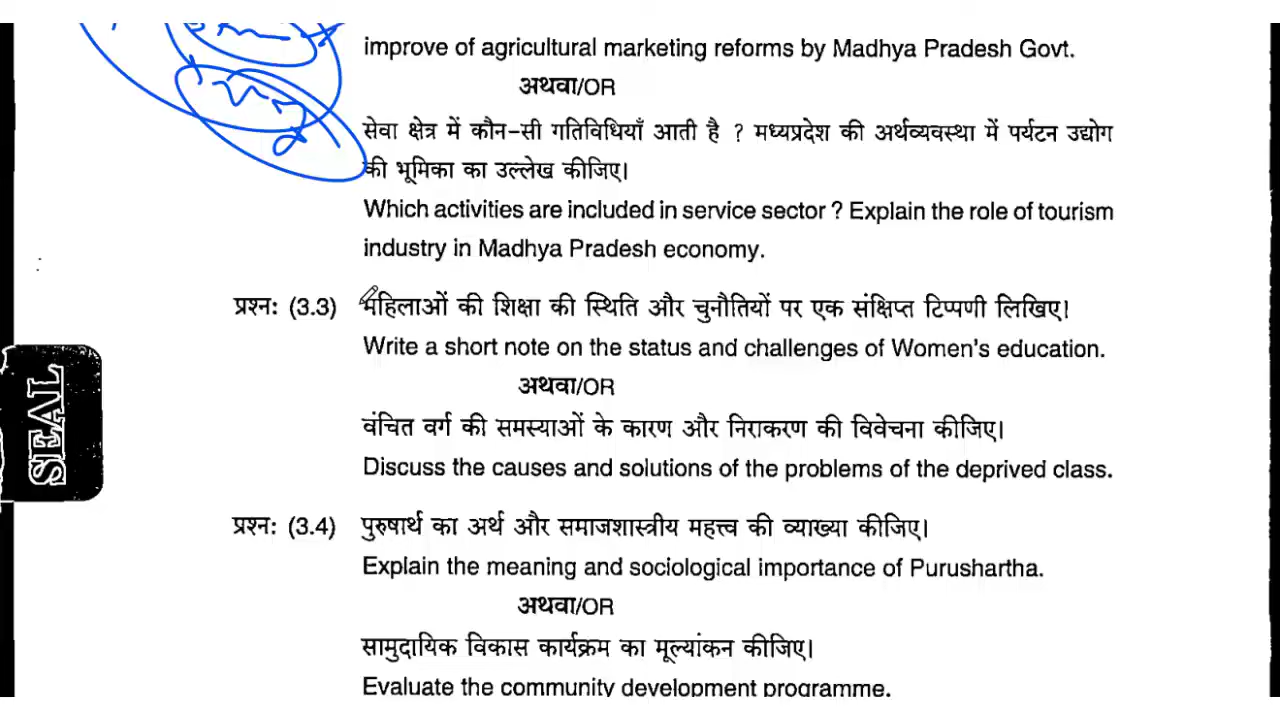 improve of agricultural marketing reforms by Madhya Pradesh Govt.
अथवा/OR
सेवा क्षेत्र में कौन-सी गतिविधियाँ आती है ? मध्यप्रदेश की अर्थव्यवस्था में पर्यटन उद्योग
की भूमिका का उल्लेख कीजिए।
Which activities are included in service sector ? Explain the role of tourism
industry in Madhya Pradesh economy.
प्रश्न: (3.3) महिलाओं की शिक्षा की स्थिति और चुनौतियों पर एक संक्षिप्त टिप्पणी लिखिए।
Write a short note on the status and challenges of Women's education.
अथवा/OR
वंचित वर्ग की समस्याओं के कारण और निराकरण की विवेचना कीजिए।
Discuss the causes and solutions of the problems of the deprived class.
SEAL
प्रश्न: (3.4) पुरुषार्थ का अर्थ और समाजशास्त्रीय महत्त्व की व्याख्या कीजिए।
Explain the meaning and sociological importance of Purushartha.
अथवा/OR
सामुदायिक विकास कार्यक्रम का मूल्यांकन कीजिए।
Evaluate the community development programme.